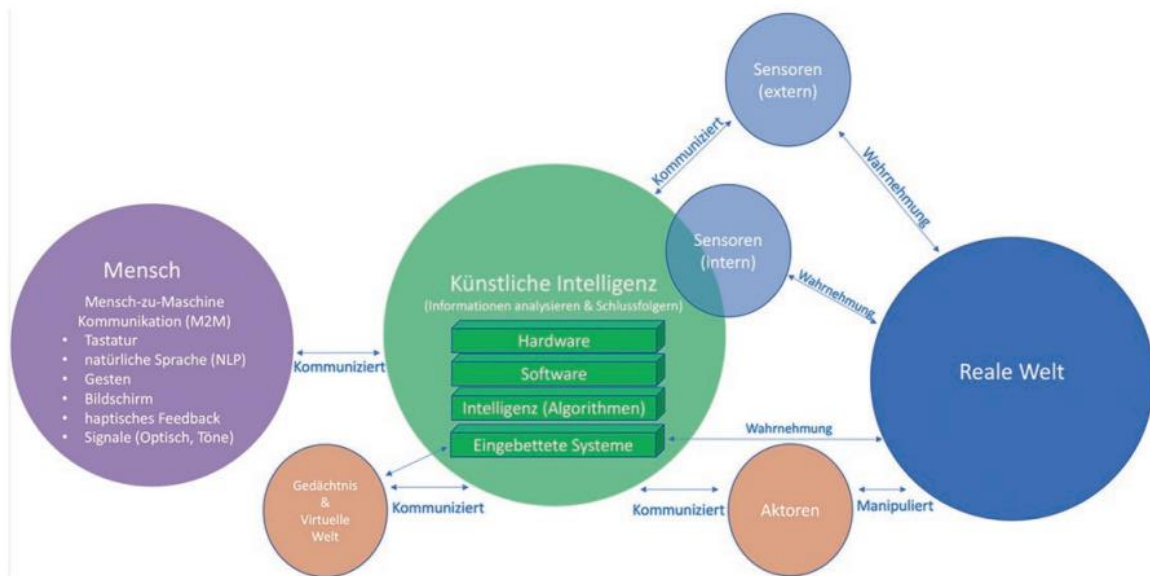 Sensoren
(extern)
Kommuniziert
Wahrnehmung
Sensoren
(intern)
Wahrnehmung
Mensch
Mensch-zu-Maschine
Kommunikation (M2M)
• Tastatur
• natürliche Sprache (NLP)
• Gesten
• Bildschirm
• haptisches Feedback
• Signale (Optisch, Töne)
Kommuniziert
Künstliche Intelligenz
(Informationen analysieren & Schlussfolgern)
Hardware
Software
Intelligenz (Algorithmen)
Eingebettete Systeme
Wahrnehmung
Reale Welt
Gedächtnis
&
Virtuelle
Welt
Kommuniziert
Kommuniziert
Aktoren
Manipuliert